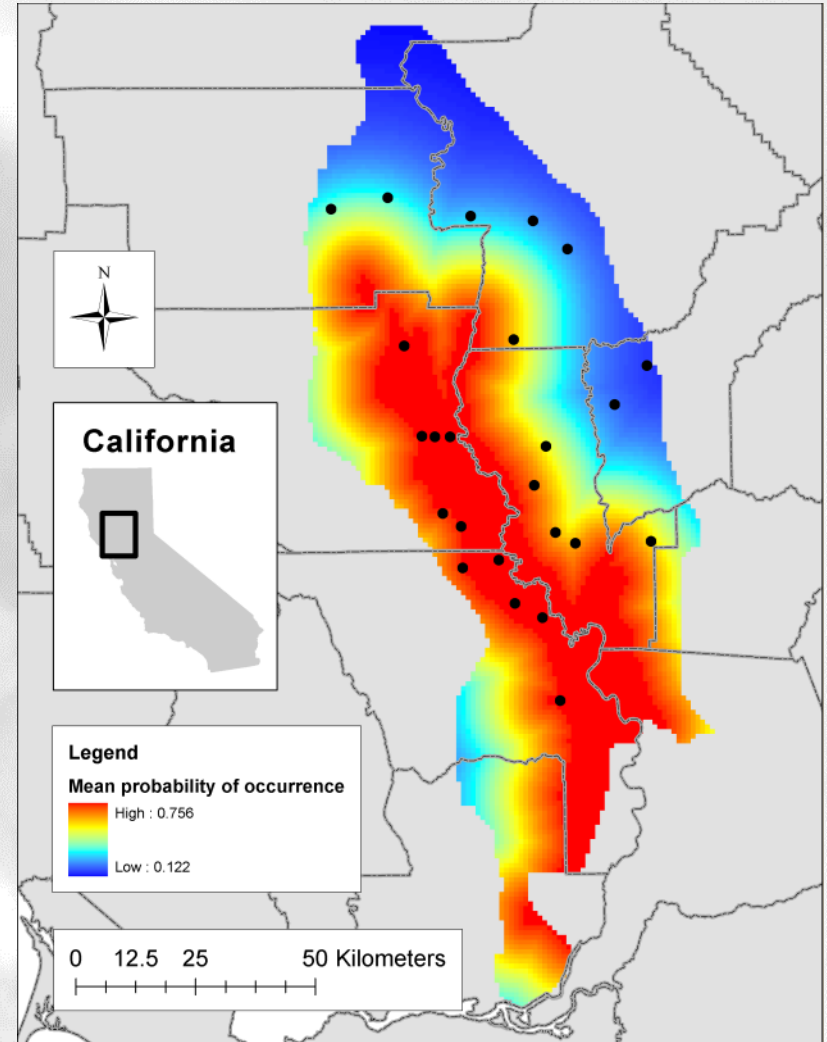 N
California
Legend
Mean probability of occurrence
High : 0.756
Low : 0.122
0 12.5 25 50 Kilometers